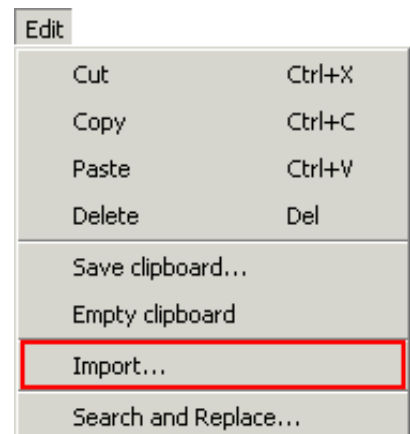 Edit
Cut Ctrl+X
Copy Ctrl+C
Paste Ctrl+V
Delete Del
Save clipboard...
Empty clipboard
Import...
Search and Replace...